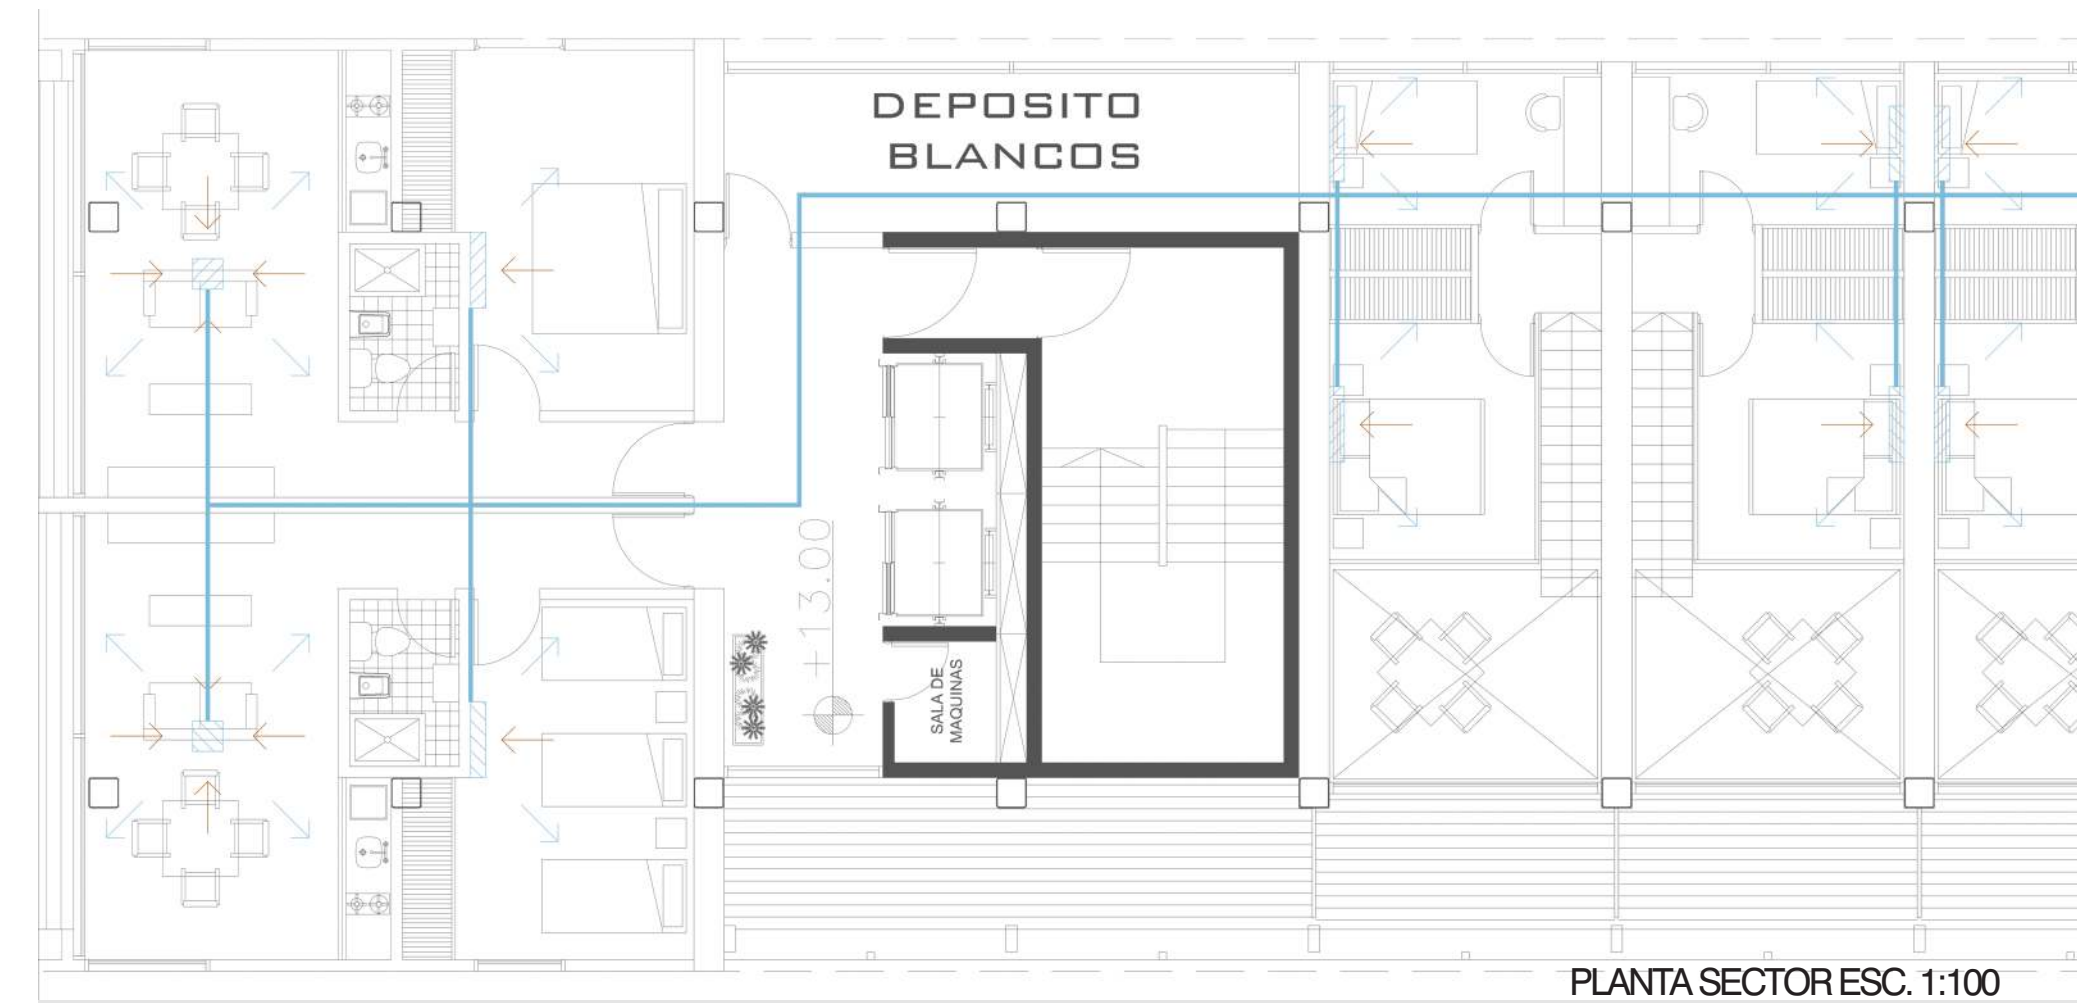 DEPOSITO
BLANCOS
+13.00
SALA DE
MAQUINAS
PLANTA SECTOR ESC. 1:100